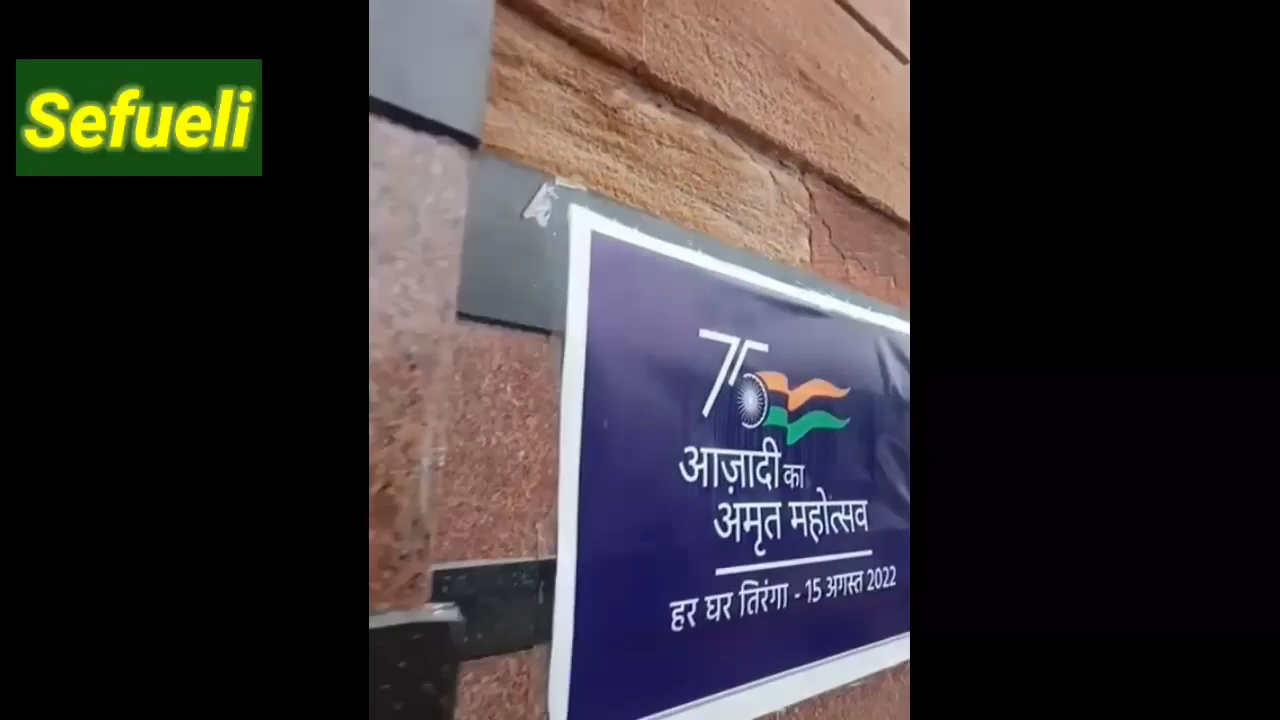 Sefueli
75
आज़ादी का
अमृत महोत्सव
हर घर तिरंगा - 15 अगस्त 2022